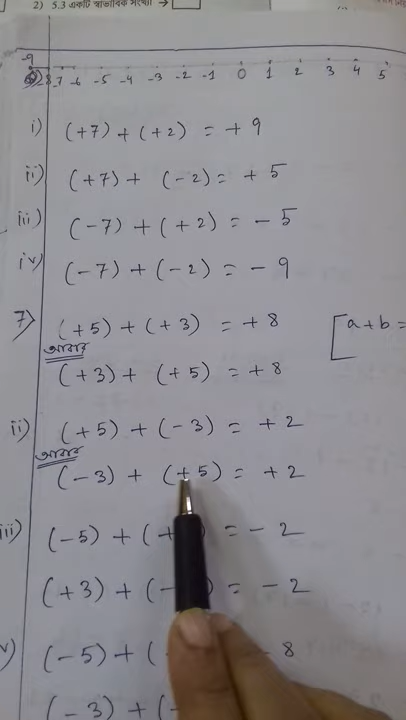 2) 5.3 একটি স্বাভাবিক সংখ্যা →
-9
-8 -7 -6 -5 -4 -3 -2 -1 0 1 2 3 4 5
i) (+7) + (+2) = +9
ii) (+7) + (-2) = +5
iii) (-7) + (+2) = -5
iv) (-7) + (-2) = -9
7) (+5) + (+3) = +8 [a+b =
আবার
(+3) + (+5) = +8
ii) (+5) + (-3) = +2
আবার
(-3) + (+5) = +2
iii) (-5) + (+ ) = -2
(+3) + (- ) = -2
v) (-5) + ( 8
(-3) + (-